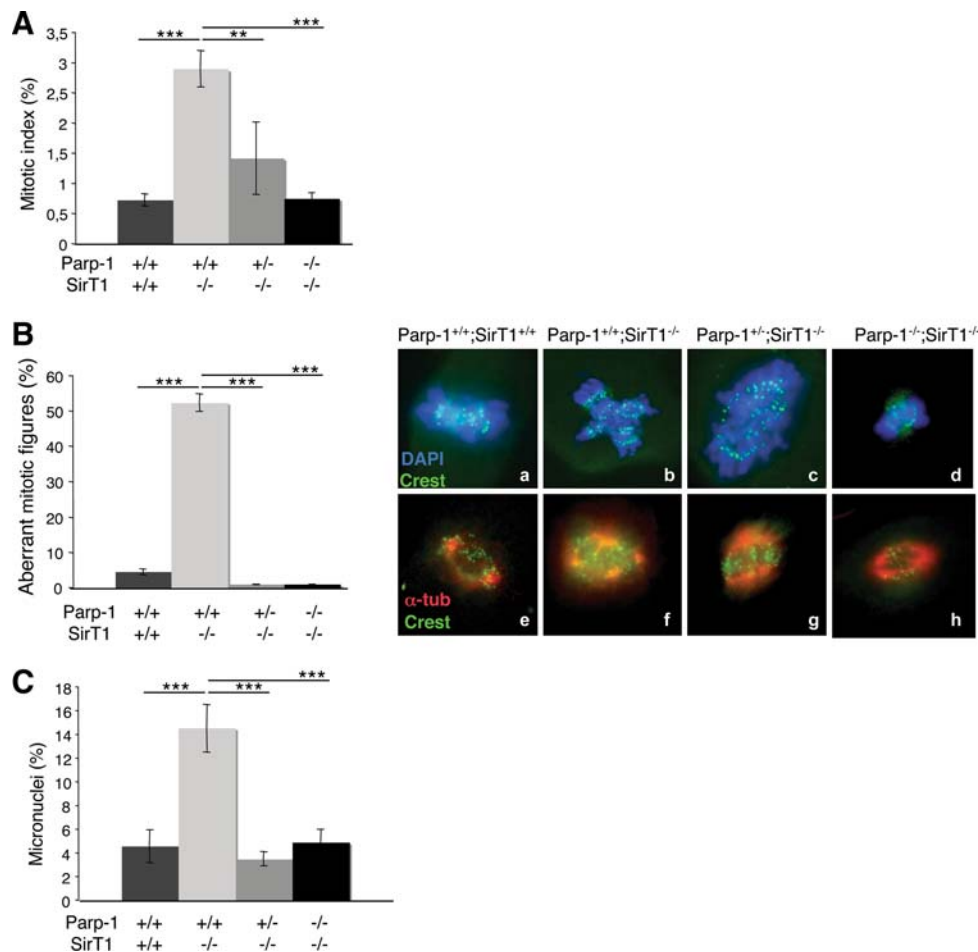 A
Mitotic index (%)
3,5
3
2,5
2
1,5
1
0,5
0
*** ** ***
Parp-1 +/+ +/+ +/- -/-
SirT1 +/+ -/- -/- -/-
B
Aberrant mitotic figures (%)
60
50
40
30
20
10
0
*** *** ***
Parp-1 +/+ +/+ +/- -/-
SirT1 +/+ -/- -/- -/-
Parp-1+/+;SirT1+/+ Parp-1+/+;SirT1-/- Parp-1+/-;SirT1-/- Parp-1-/-;SirT1-/-
DAPI
Crest
a b c d
α-tub
Crest
e f g h
C
Micronuclei (%)
18
16
14
12
10
8
6
4
2
0
*** *** ***
Parp-1 +/+ +/+ +/- -/-
SirT1 +/+ -/- -/- -/-